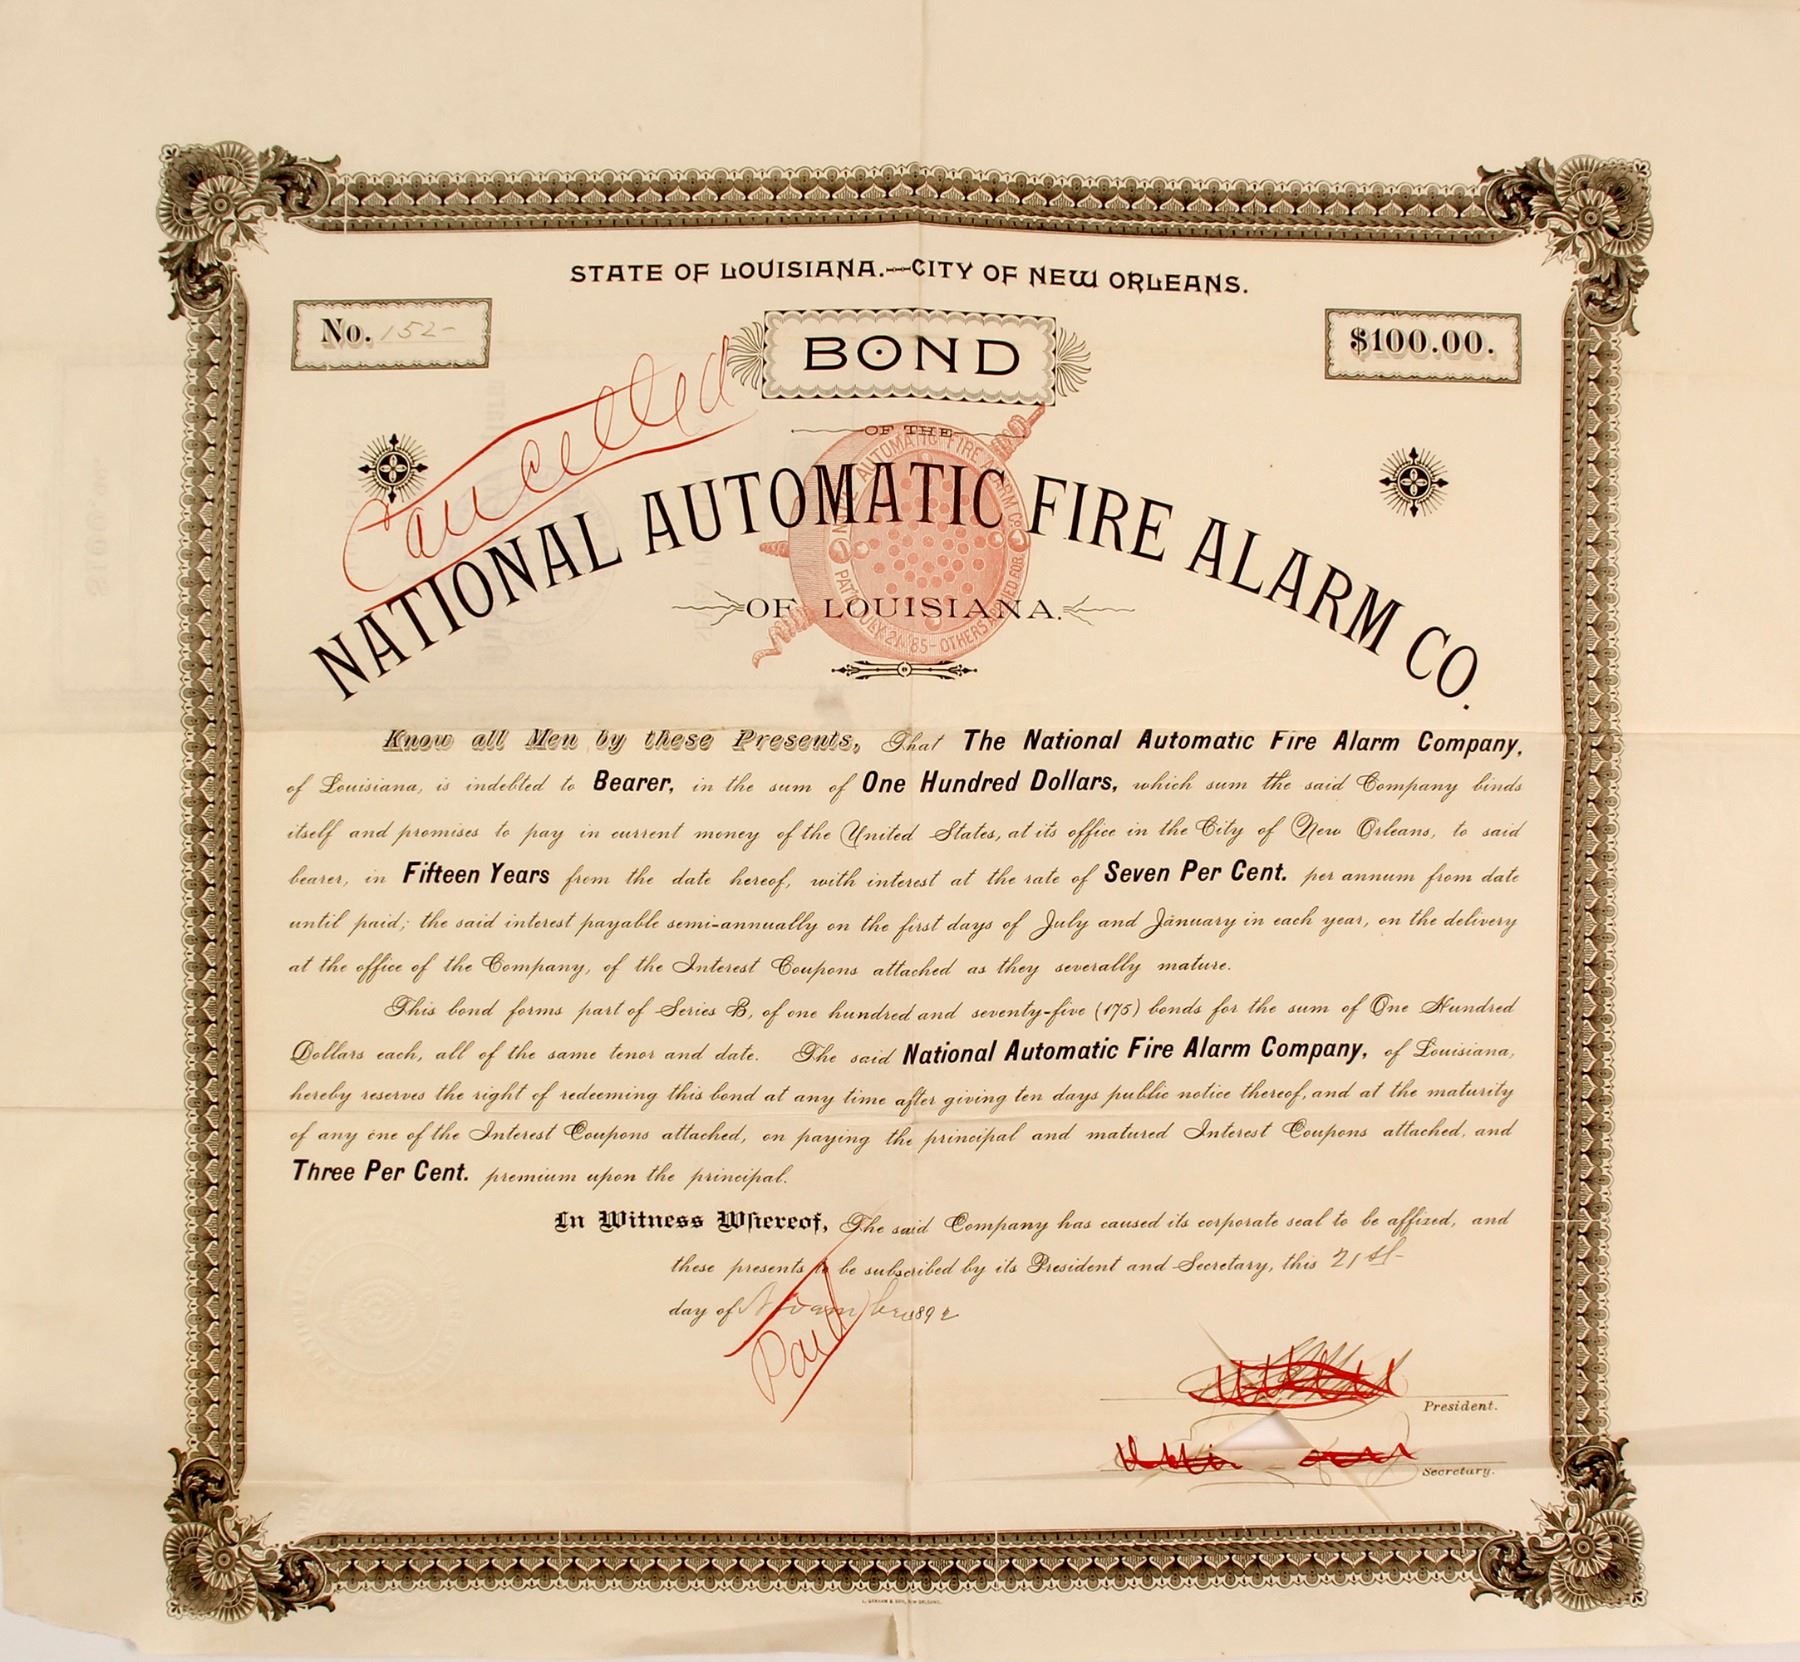 STATE OF LOUISIANA.—CITY OF NEW ORLEANS.
No. 152-
BOND
$100.00.
Cancelled
OF THE
NATIONAL AUTOMATIC FIRE ALARM CO.
NAT'L AUTOMATIC FIRE ALARM CO.
OF LOUISIANA.
Know all Men by these Presents, That The National Automatic Fire Alarm Company,
of Louisiana, is indebted to Bearer, in the sum of One Hundred Dollars, which sum the said Company binds
itself and promises to pay in current money of the United States, at its office in the City of New Orleans, to said
bearer, in Fifteen Years from the date hereof, with interest at the rate of Seven Per Cent. per annum from date
until paid; the said interest payable semi-annually on the first days of July and January in each year, on the delivery
at the office of the Company, of the Interest Coupons attached as they severally mature.
This bond forms part of Series B, of one hundred and seventy-five (175) bonds for the sum of One Hundred
Dollars each, all of the same tenor and date. The said National Automatic Fire Alarm Company, of Louisiana,
hereby reserves the right of redeeming this bond at any time after giving ten days public notice thereof, and at the maturity
of any one of the Interest Coupons attached, on paying the principal and matured Interest Coupons attached, and
Three Per Cent. premium upon the principal.
In Witness Whereof, The said Company has caused its corporate seal to be affixed, and
these presents to be subscribed by its President and Secretary, this 21st
day of November 1892
Paid
President.
Secretary.
L. GRAHAM & SON, NEW ORLEANS.